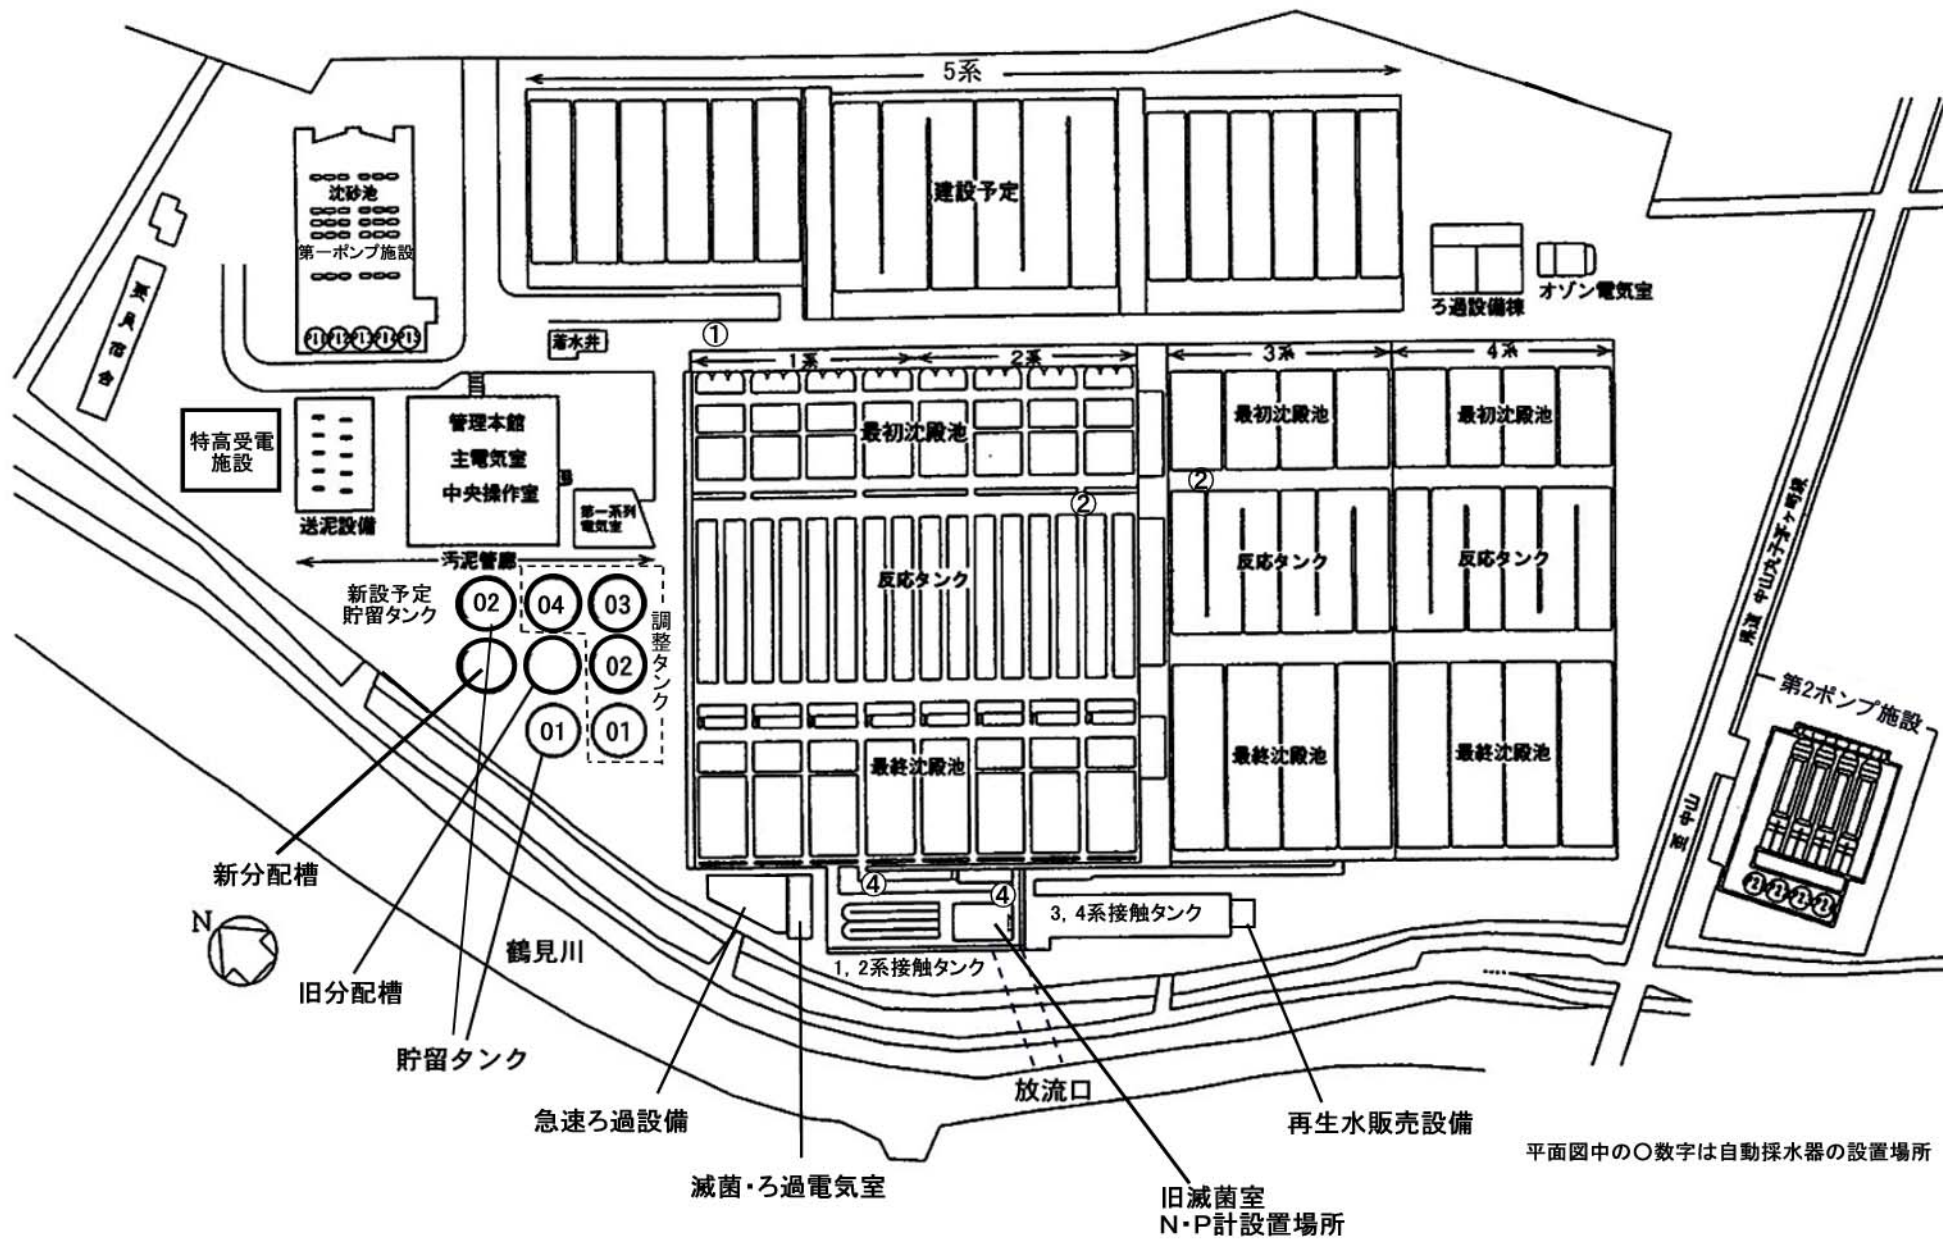 5系
建設予定
沈砂池
第一ポンプ施設
ろ過設備棟
オゾン電気室
着水井
①
1系
2系
3系
4系
特高受電
施設
送泥設備
管理本館
主電気室
中央操作室
第一系列
電気室
汚泥管廊
最初沈殿池
最初沈殿池
最初沈殿池
②
②
反応タンク
反応タンク
反応タンク
新設予定
貯留タンク
02
04
03
02
01
01
調整タンク
最終沈殿池
最終沈殿池
最終沈殿池
至 中山
第2ポンプ施設
④
④
3, 4系接触タンク
1, 2系接触タンク
新分配槽
N
鶴見川
旧分配槽
貯留タンク
放流口
急速ろ過設備
再生水販売設備
滅菌・ろ過電気室
旧滅菌室
N・P計設置場所
平面図中の〇数字は自動採水器の設置場所